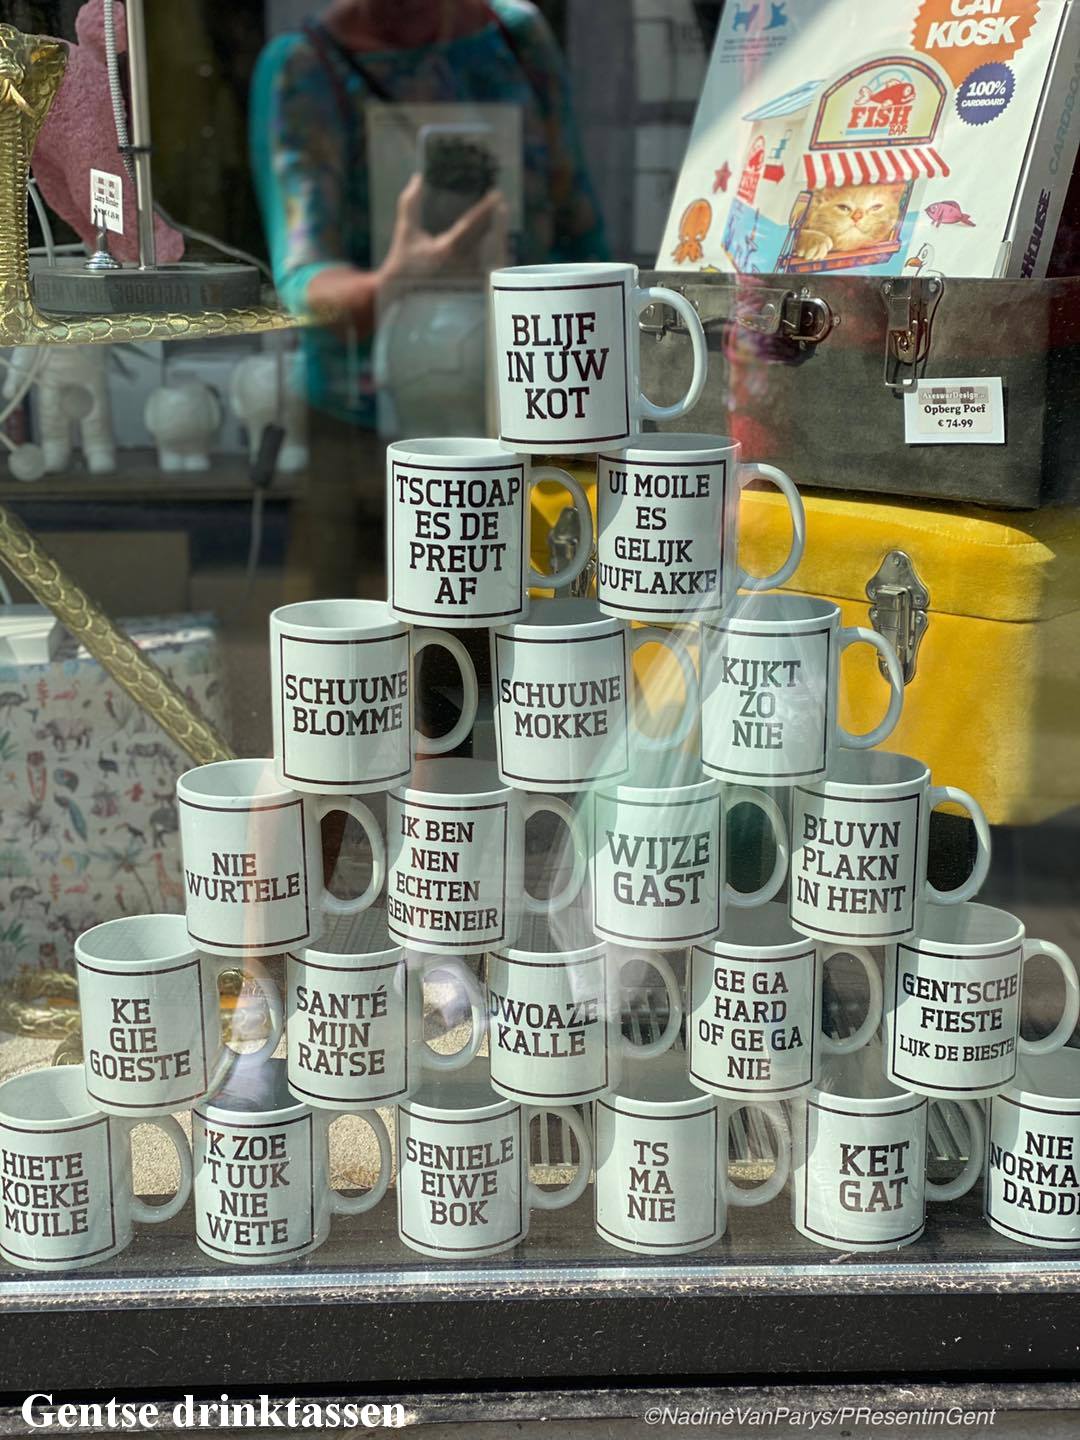 CAT
KIOSK
100%
CARDBOARD
FISH
BAR
Opberg Poef
€ 74.99
BLIJF
IN UW
KOT
TSCHOAP
ES DE
PREUT
AF
UI MOILE
ES
GELIJK
UUFLAKKE
SCHUUNE
BLOMME
SCHUUNE
MOKKE
KIJKT
ZO
NIE
NIE
WURTELE
IK BEN
NEN
ECHTEN
GENTENEIR
WIJZE
GAST
BLUVN
PLAKN
IN HENT
KE
GIE
GOESTE
SANTÉ
MIJN
RATSE
DWOAZE
KALLE
GE GA
HARD
OF GE GA
NIE
GENTSCHE
FIESTE
LIJK DE BIESTE
HIETE
KOEKE
MUILE
'K ZOE
'T UUK
NIE
WETE
SENIELE
EIWE
BOK
TS
MA
NIE
KET
GAT
NIE
NORMA
DADDE
Gentse drinktassen
©NadineVanParys/PResentinGent